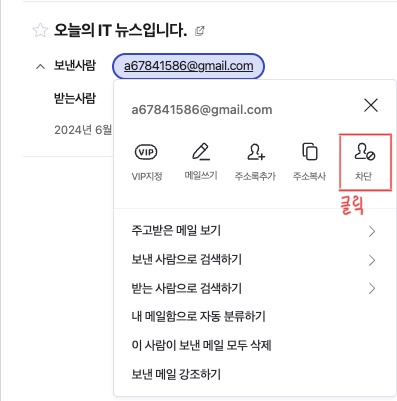 오늘의 IT 뉴스입니다.
보낸사람 a67841586@gmail.com
받는사람
2024년 6월
a67841586@gmail.com
VIP
VIP지정 메일쓰기 주소록추가 주소복사 차단
클릭
주고받은 메일 보기
보낸 사람으로 검색하기
받는 사람으로 검색하기
내 메일함으로 자동 분류하기
이 사람이 보낸 메일 모두 삭제
보낸 메일 강조하기